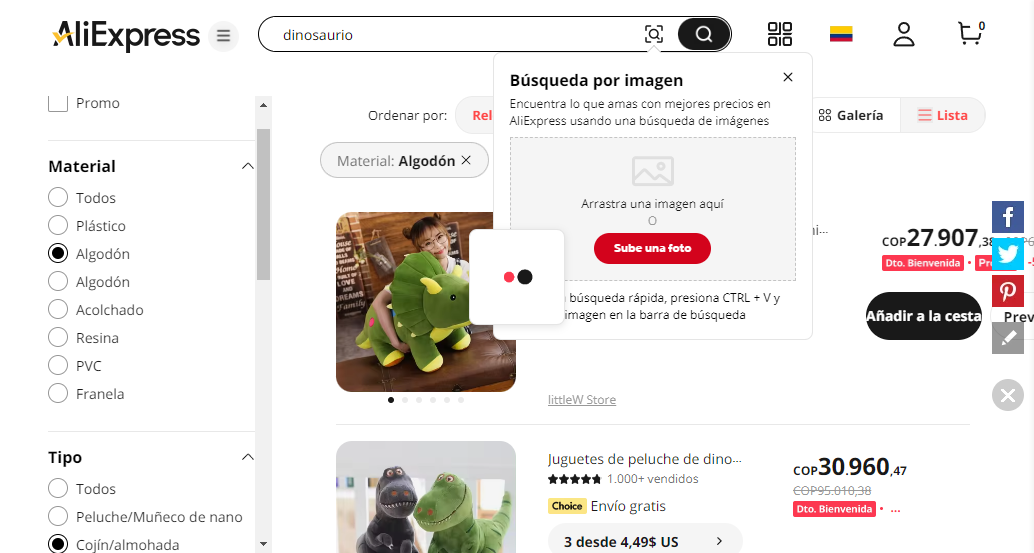 AliExpress
dinosaurio
0
Búsqueda por imagen
Encuentra lo que amas con mejores precios en
AliExpress usando una búsqueda de imágenes
Arrastra una imagen aquí
O
Sube una foto
búsqueda rápida, presiona CTRL + V y
imagen en la barra de búsqueda
Promo
Material
Todos
Plástico
Algodón
Algodón
Acolchado
Resina
PVC
Franela
Tipo
Todos
Peluche/Muñeco de nano
Cojín/almohada
Ordenar por:
Galería
Lista
Material: Algodón
COP27.907,38
Dto. Bienvenida
Añadir a la cesta
Prev
littleW Store
Juguetes de peluche de dino...
1.000+ vendidos
Choice Envío gratis
3 desde 4,49$ US
COP30.960,47
COP95.010,38
Dto. Bienvenida • ...